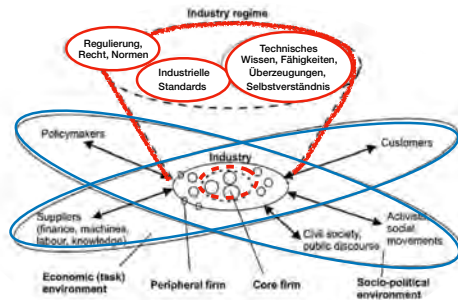 Industry regime
Regulierung,
Recht, Normen
Industrielle
Standards
Technisches
Wissen, Fähigkeiten,
Überzeugungen,
Selbstverständnis
Policymakers
Industry
Customers
Suppliers
(finance, machines,
labour, knowledge)
Civil society,
public discourse
Activists
social
movements
Economic (task)
environment
Peripheral firm
Core firm
Socio-political
environment